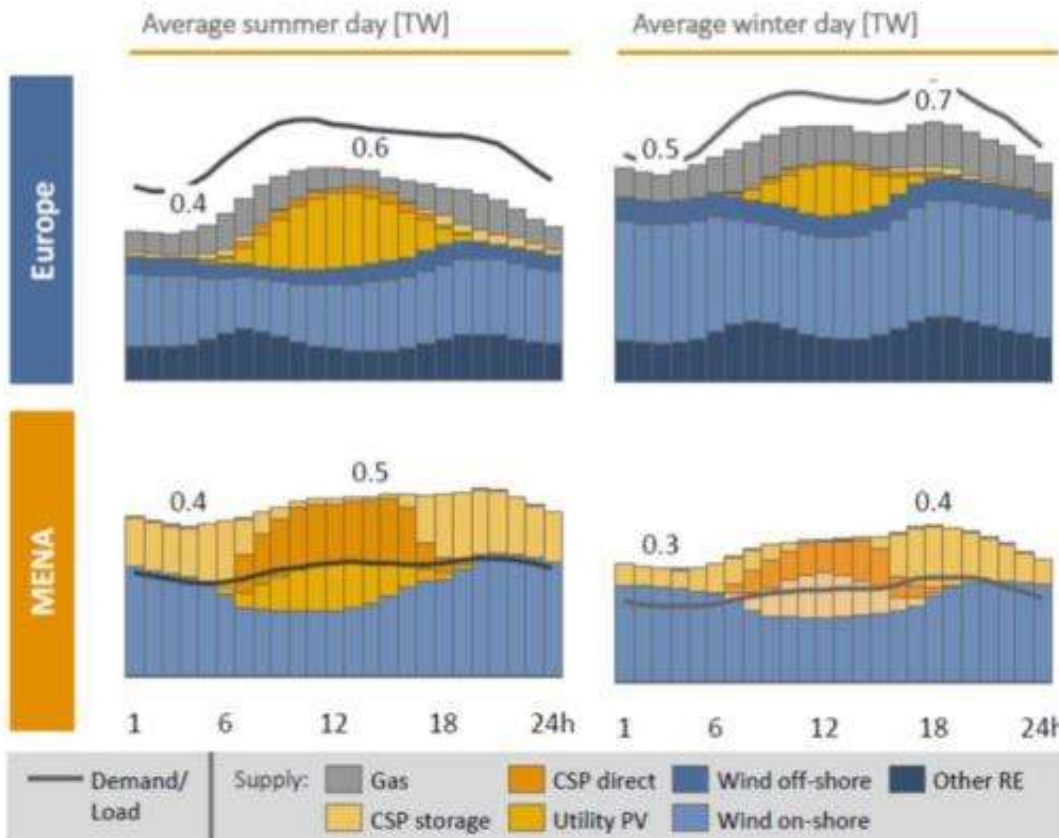 Average summer day [TW]
Average winter day [TW]
Europe
0.4
0.6
0.5
0.7
MENA
0.4
0.5
0.3
0.4
1 6 12 18 24h
1 6 12 18 24h
Demand/
Load
Supply:
Gas
CSP direct
Wind off-shore
Other RE
CSP storage
Utility PV
Wind on-shore